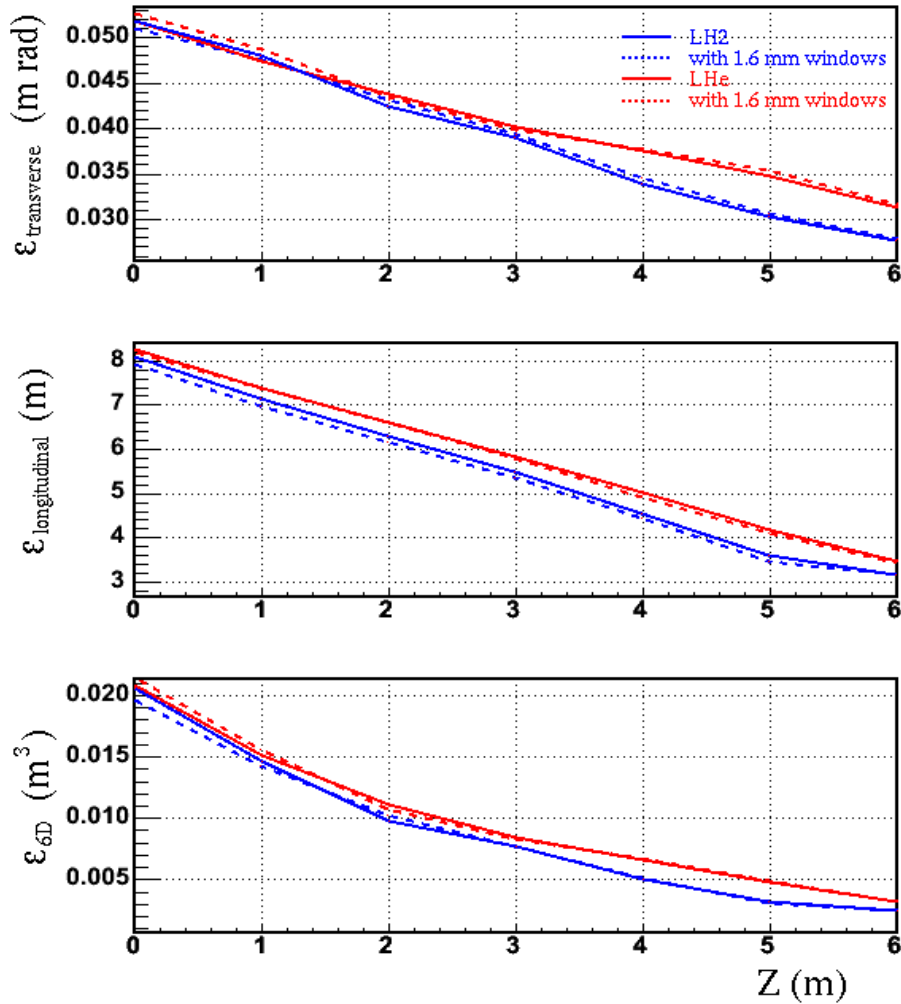 ε transverse (m rad)
0.050
0.045
0.040
0.035
0.030
LH2
with 1.6 mm windows
LHe
with 1.6 mm windows
0 1 2 3 4 5 6
ε longitudinal (m)
8
7
6
5
4
3
0 1 2 3 4 5 6
ε 6D (m³)
0.020
0.015
0.010
0.005
0 1 2 3 4 5 6
Z (m)